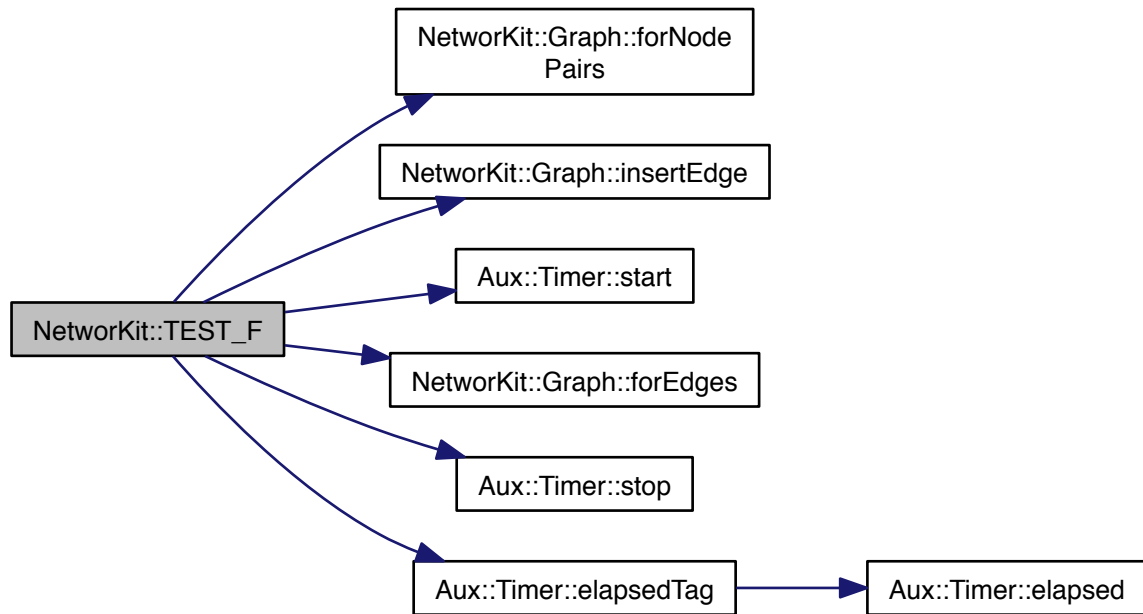 NetworKit::Graph::forNode
Pairs
NetworKit::Graph::insertEdge
Aux::Timer::start
NetworKit::TEST_F
NetworKit::Graph::forEdges
Aux::Timer::stop
Aux::Timer::elapsedTag
Aux::Timer::elapsed